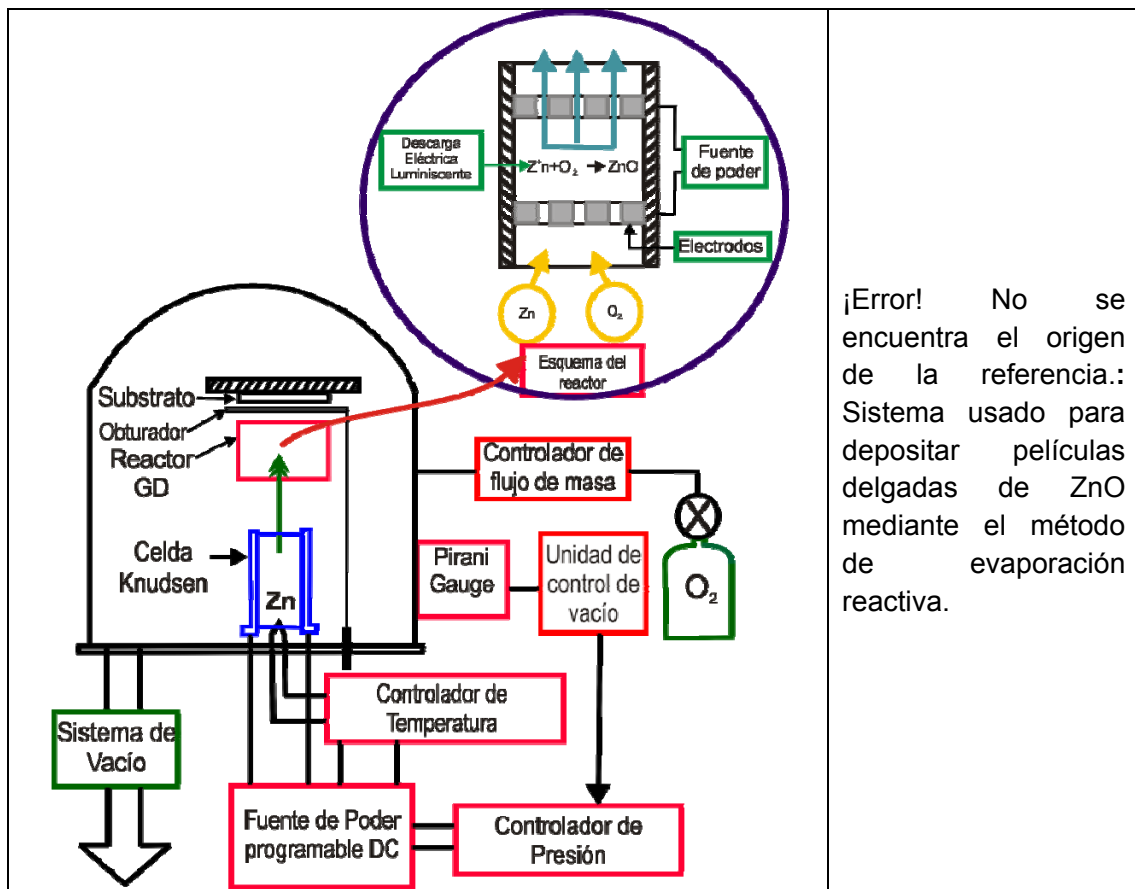 Descarga
Eléctrica
Luminiscente
Z⁺n+O₂ → ZnO
Fuente
de poder
Electrodos
Zn
O₂
Esquema del
reactor
Substrato
Obturador
Reactor
GD
Celda
Knudsen
Zn
Controlador de
flujo de masa
Pirani
Gauge
Unidad de
control de
vacío
O₂
Controlador de
Temperatura
Sistema de
Vacío
Fuente de Poder
programable DC
Controlador de
Presión
¡Error! No se
encuentra el origen
de la referencia.:
Sistema usado para
depositar películas
delgadas de ZnO
mediante el método
de evaporación
reactiva.